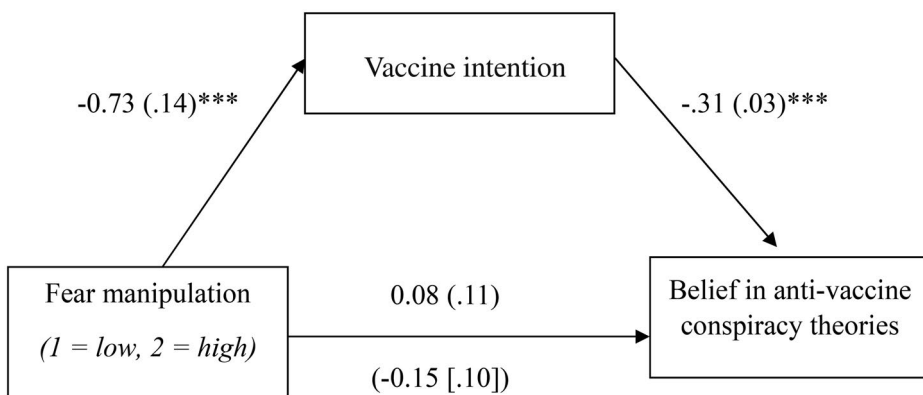 Vaccine intention
-0.73 (.14)***
-.31 (.03)***
Fear manipulation
(1 = low, 2 = high)
0.08 (.11)
(-0.15 [.10])
Belief in anti-vaccine
conspiracy theories